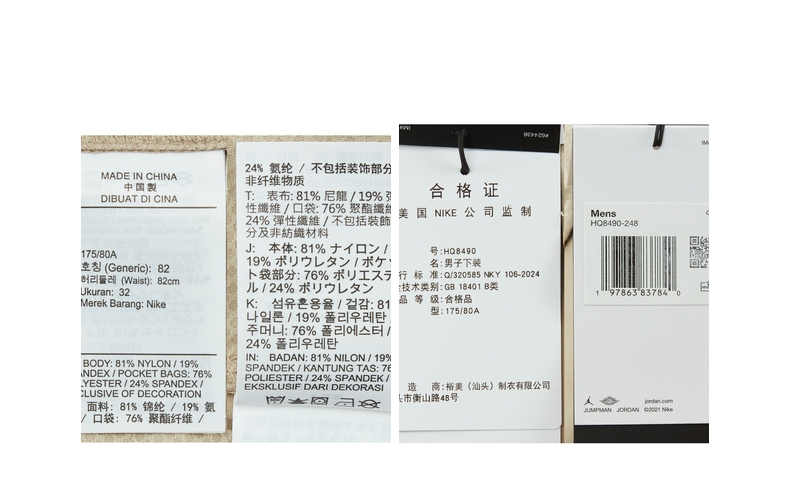 MADE IN CHINA
中国製
DIBUAT DI CINA
175/80A
호칭 (Generic): 82
허리둘레 (Waist): 82cm
Ukuran: 32
Merek Barang: Nike
BODY: 81% NYLON / 19%
ANDEX / POCKET BAGS: 76%
YESTER / 24% SPANDEX /
CLUSIVE OF DECORATION
面料: 81% 锦纶 / 19% 氨
/ 口袋: 76% 聚酯纤维 /
24% 氨纶 / 不包括装饰部分
非纤维物质
T: 表布: 81% 尼龍 / 19% 彈
性纖維 / 口袋: 76% 聚酯纖維
24% 彈性纖維 / 不包括裝飾
分及非紡織材料
J: 本体: 81% ナイロン /
19% ポリウレタン / ポケッ
ト袋部分: 76% ポリエステ
ル / 24% ポリウレタン
K: 섬유혼용율 / 겉감: 81
나일론 / 19% 폴리우레탄
주머니: 76% 폴리에스터 /
24% 폴리우레탄
IN: BADAN: 81% NILON / 19%
SPANDEK / KANTUNG TAS: 76
POLIESTER / 24% SPANDEK /
EKSKLUSIF DARI DEKORASI
#624436
合格证
美国 NIKE 公司监制
号:HQ8490
名:男子下装
行标准:Q/320585 NKY 106-2024
技术类别:GB 18401 B类
品等级:合格品
型:175/80A
造商:裕美(汕头)制衣有限公司
头市衡山路48号
Mens
HQ8490-248
1 97863 83784 0
JUMPMAN JORDAN
jordan.com
©2021 Nike